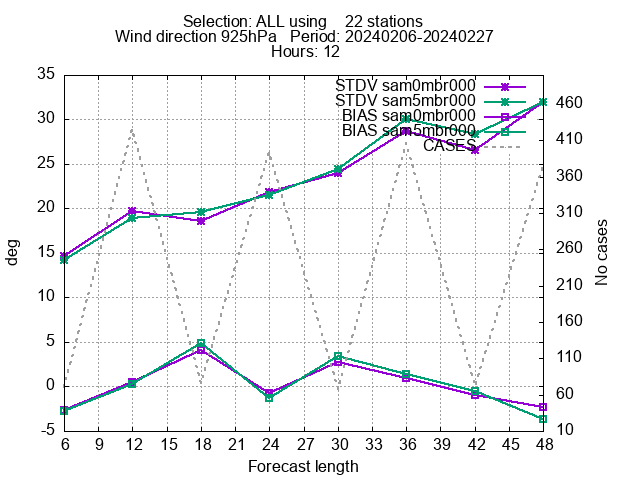 Selection: ALL using    22 stations
Wind direction 925hPa   Period: 20240206-20240227
Hours: 12
STDV sam0mbr000
STDV sam5mbr000
BIAS sam0mbr000
BIAS sam5mbr000
CASES
35
30
25
20
15
10
5
0
-5
deg
460
410
360
310
260
210
160
110
60
10
No cases
6 9 12 15 18 21 24 27 30 33 36 39 42 45 48
Forecast length